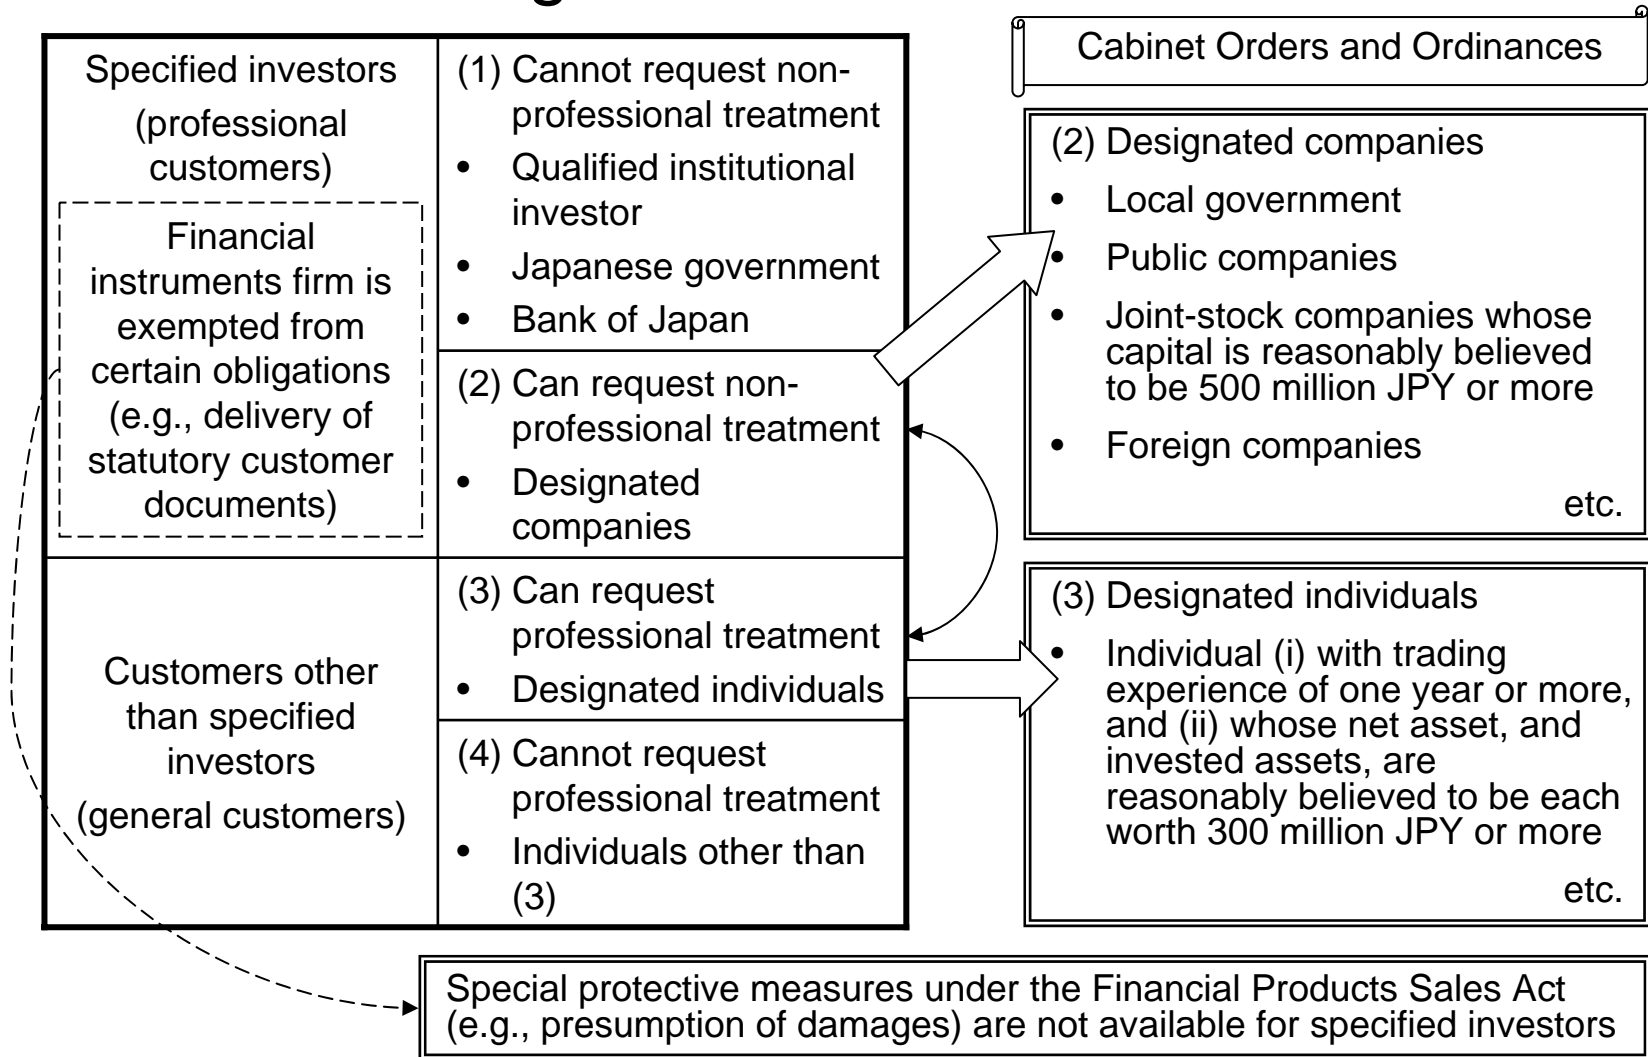 Specified investors
(professional
customers)
Financial
instruments firm is
exempted from
certain obligations
(e.g., delivery of
statutory customer
documents)
(1) Cannot request non-
professional treatment
• Qualified institutional
investor
• Japanese government
• Bank of Japan
(2) Can request non-
professional treatment
• Designated
companies
Customers other
than specified
investors
(general customers)
(3) Can request
professional treatment
• Designated individuals
(4) Cannot request
professional treatment
• Individuals other than
(3)
Cabinet Orders and Ordinances
(2) Designated companies
• Local government
• Public companies
• Joint-stock companies whose
capital is reasonably believed
to be 500 million JPY or more
• Foreign companies
etc.
(3) Designated individuals
• Individual (i) with trading
experience of one year or more,
and (ii) whose net asset, and
invested assets, are
reasonably believed to be each
worth 300 million JPY or more
etc.
Special protective measures under the Financial Products Sales Act
(e.g., presumption of damages) are not available for specified investors